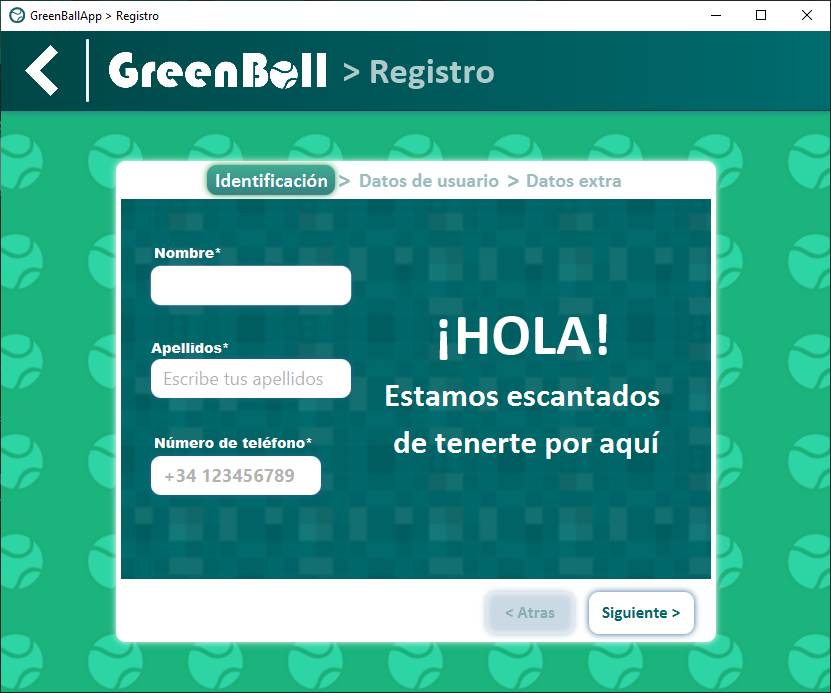 GreenBallApp > Registro
GreenBall > Registro
Identificación > Datos de usuario > Datos extra
Nombre*
Apellidos*
Escribe tus apellidos
Número de teléfono*
+34 123456789
¡HOLA!
Estamos escantados
de tenerte por aquí
< Atras
Siguiente >